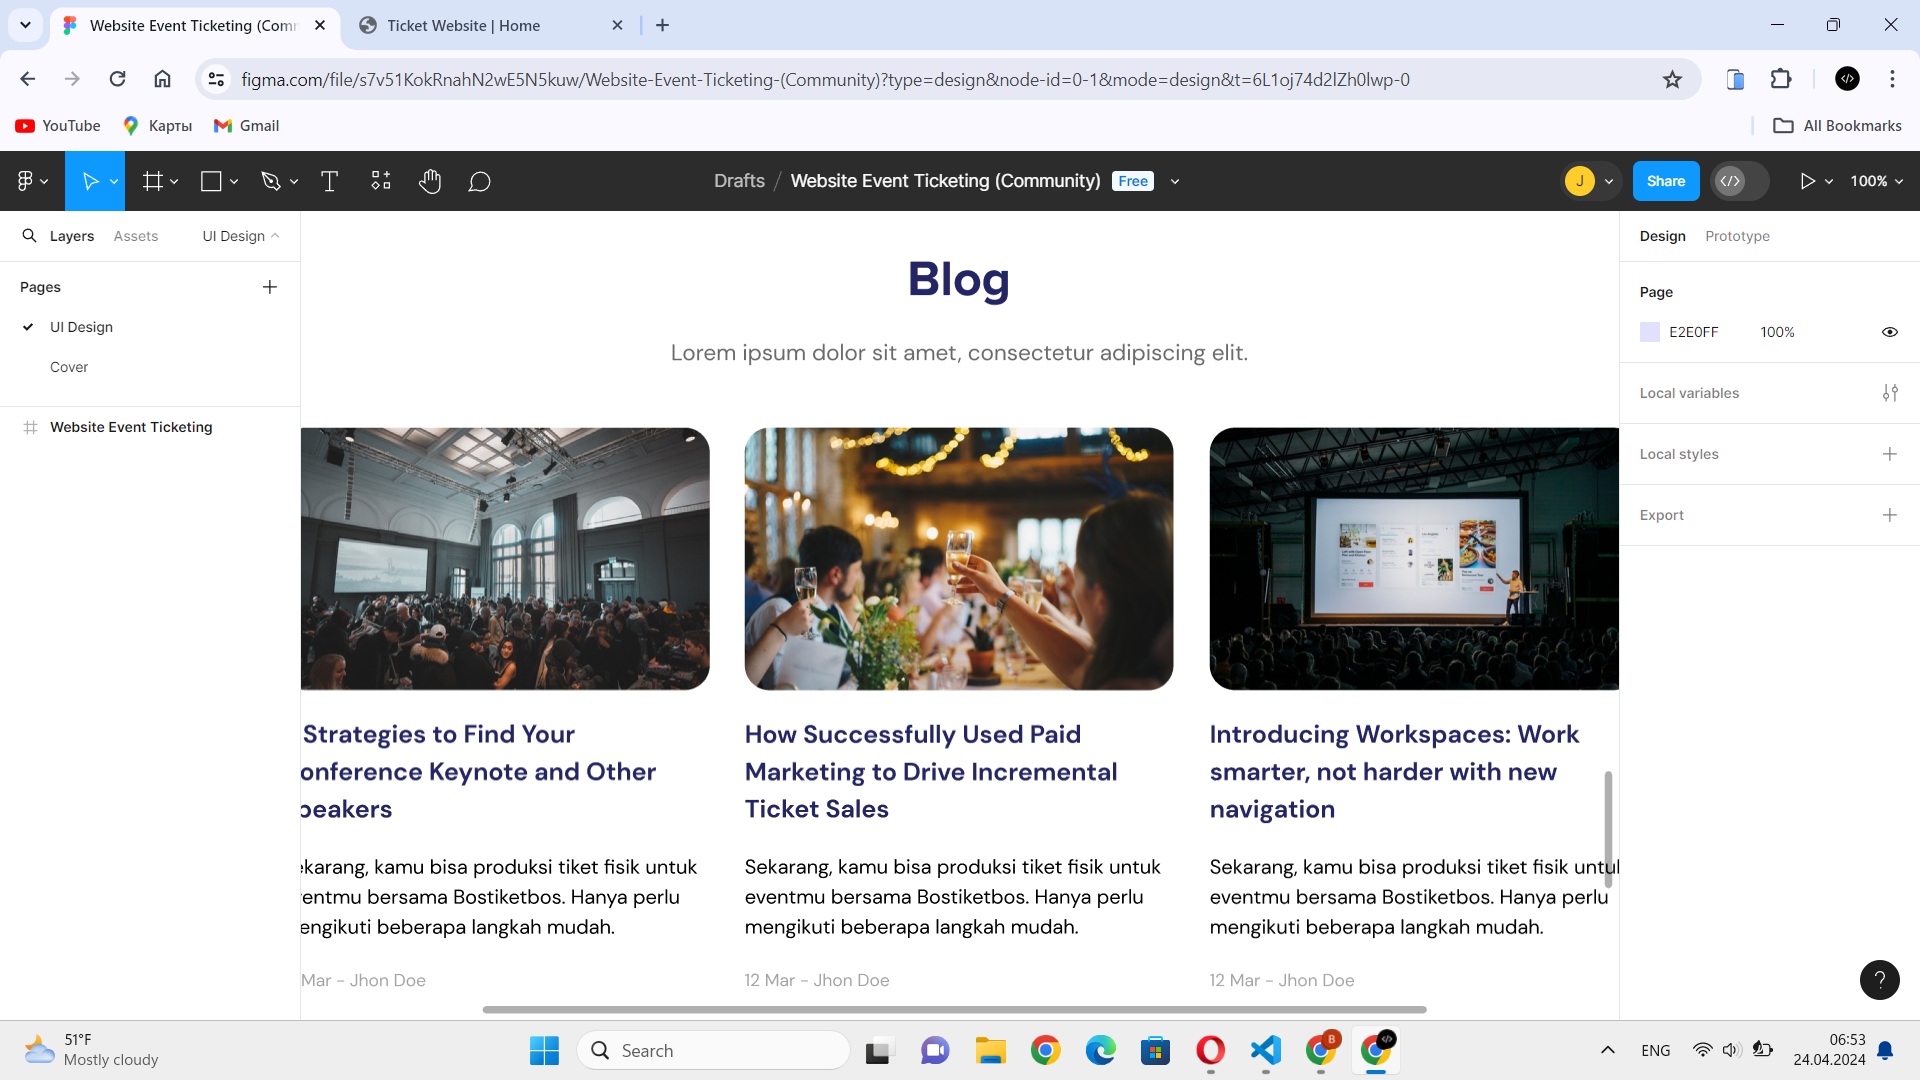 Website Event Ticketing (Comm
Ticket Website | Home
figma.com/file/s7v51KokRnahN2wE5N5kuw/Website-Event-Ticketing-(Community)?type=design&node-id=0-1&mode=design&t=6L1oj74d2lZh0lwp-0
YouTube
Карты
Gmail
All Bookmarks
Drafts / Website Event Ticketing (Community) Free
J
Share
100%
Layers
Assets
UI Design
Pages
UI Design
Cover
Website Event Ticketing
Blog
Lorem ipsum dolor sit amet, consectetur adipiscing elit.
Strategies to Find Your
onference Keynote and Other
peakers
ekarang, kamu bisa produksi tiket fisik untuk
ventmu bersama Bostiketbos. Hanya perlu
engikuti beberapa langkah mudah.
Mar - Jhon Doe
How Successfully Used Paid
Marketing to Drive Incremental
Ticket Sales
Sekarang, kamu bisa produksi tiket fisik untuk
eventmu bersama Bostiketbos. Hanya perlu
mengikuti beberapa langkah mudah.
12 Mar - Jhon Doe
Introducing Workspaces: Work
smarter, not harder with new
navigation
Sekarang, kamu bisa produksi tiket fisik untuk
eventmu bersama Bostiketbos. Hanya perlu
mengikuti beberapa langkah mudah.
12 Mar - Jhon Doe
Design
Prototype
Page
E2E0FF
100%
Local variables
Local styles
Export
?
51°F
Mostly cloudy
Search
B
ENG
06:53
24.04.2024